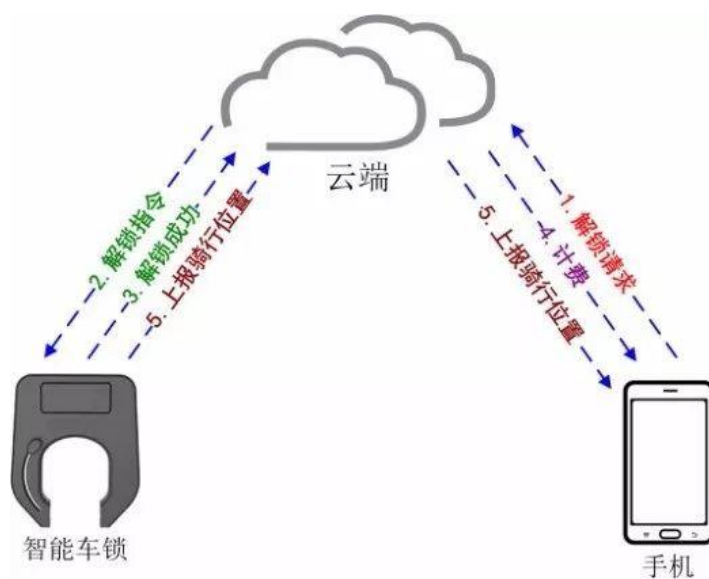 云端
2. 解锁指令
3. 解锁成功
5. 上报骑行位置
5. 上报骑行位置
4. 计费
1. 解锁请求
智能车锁
手机